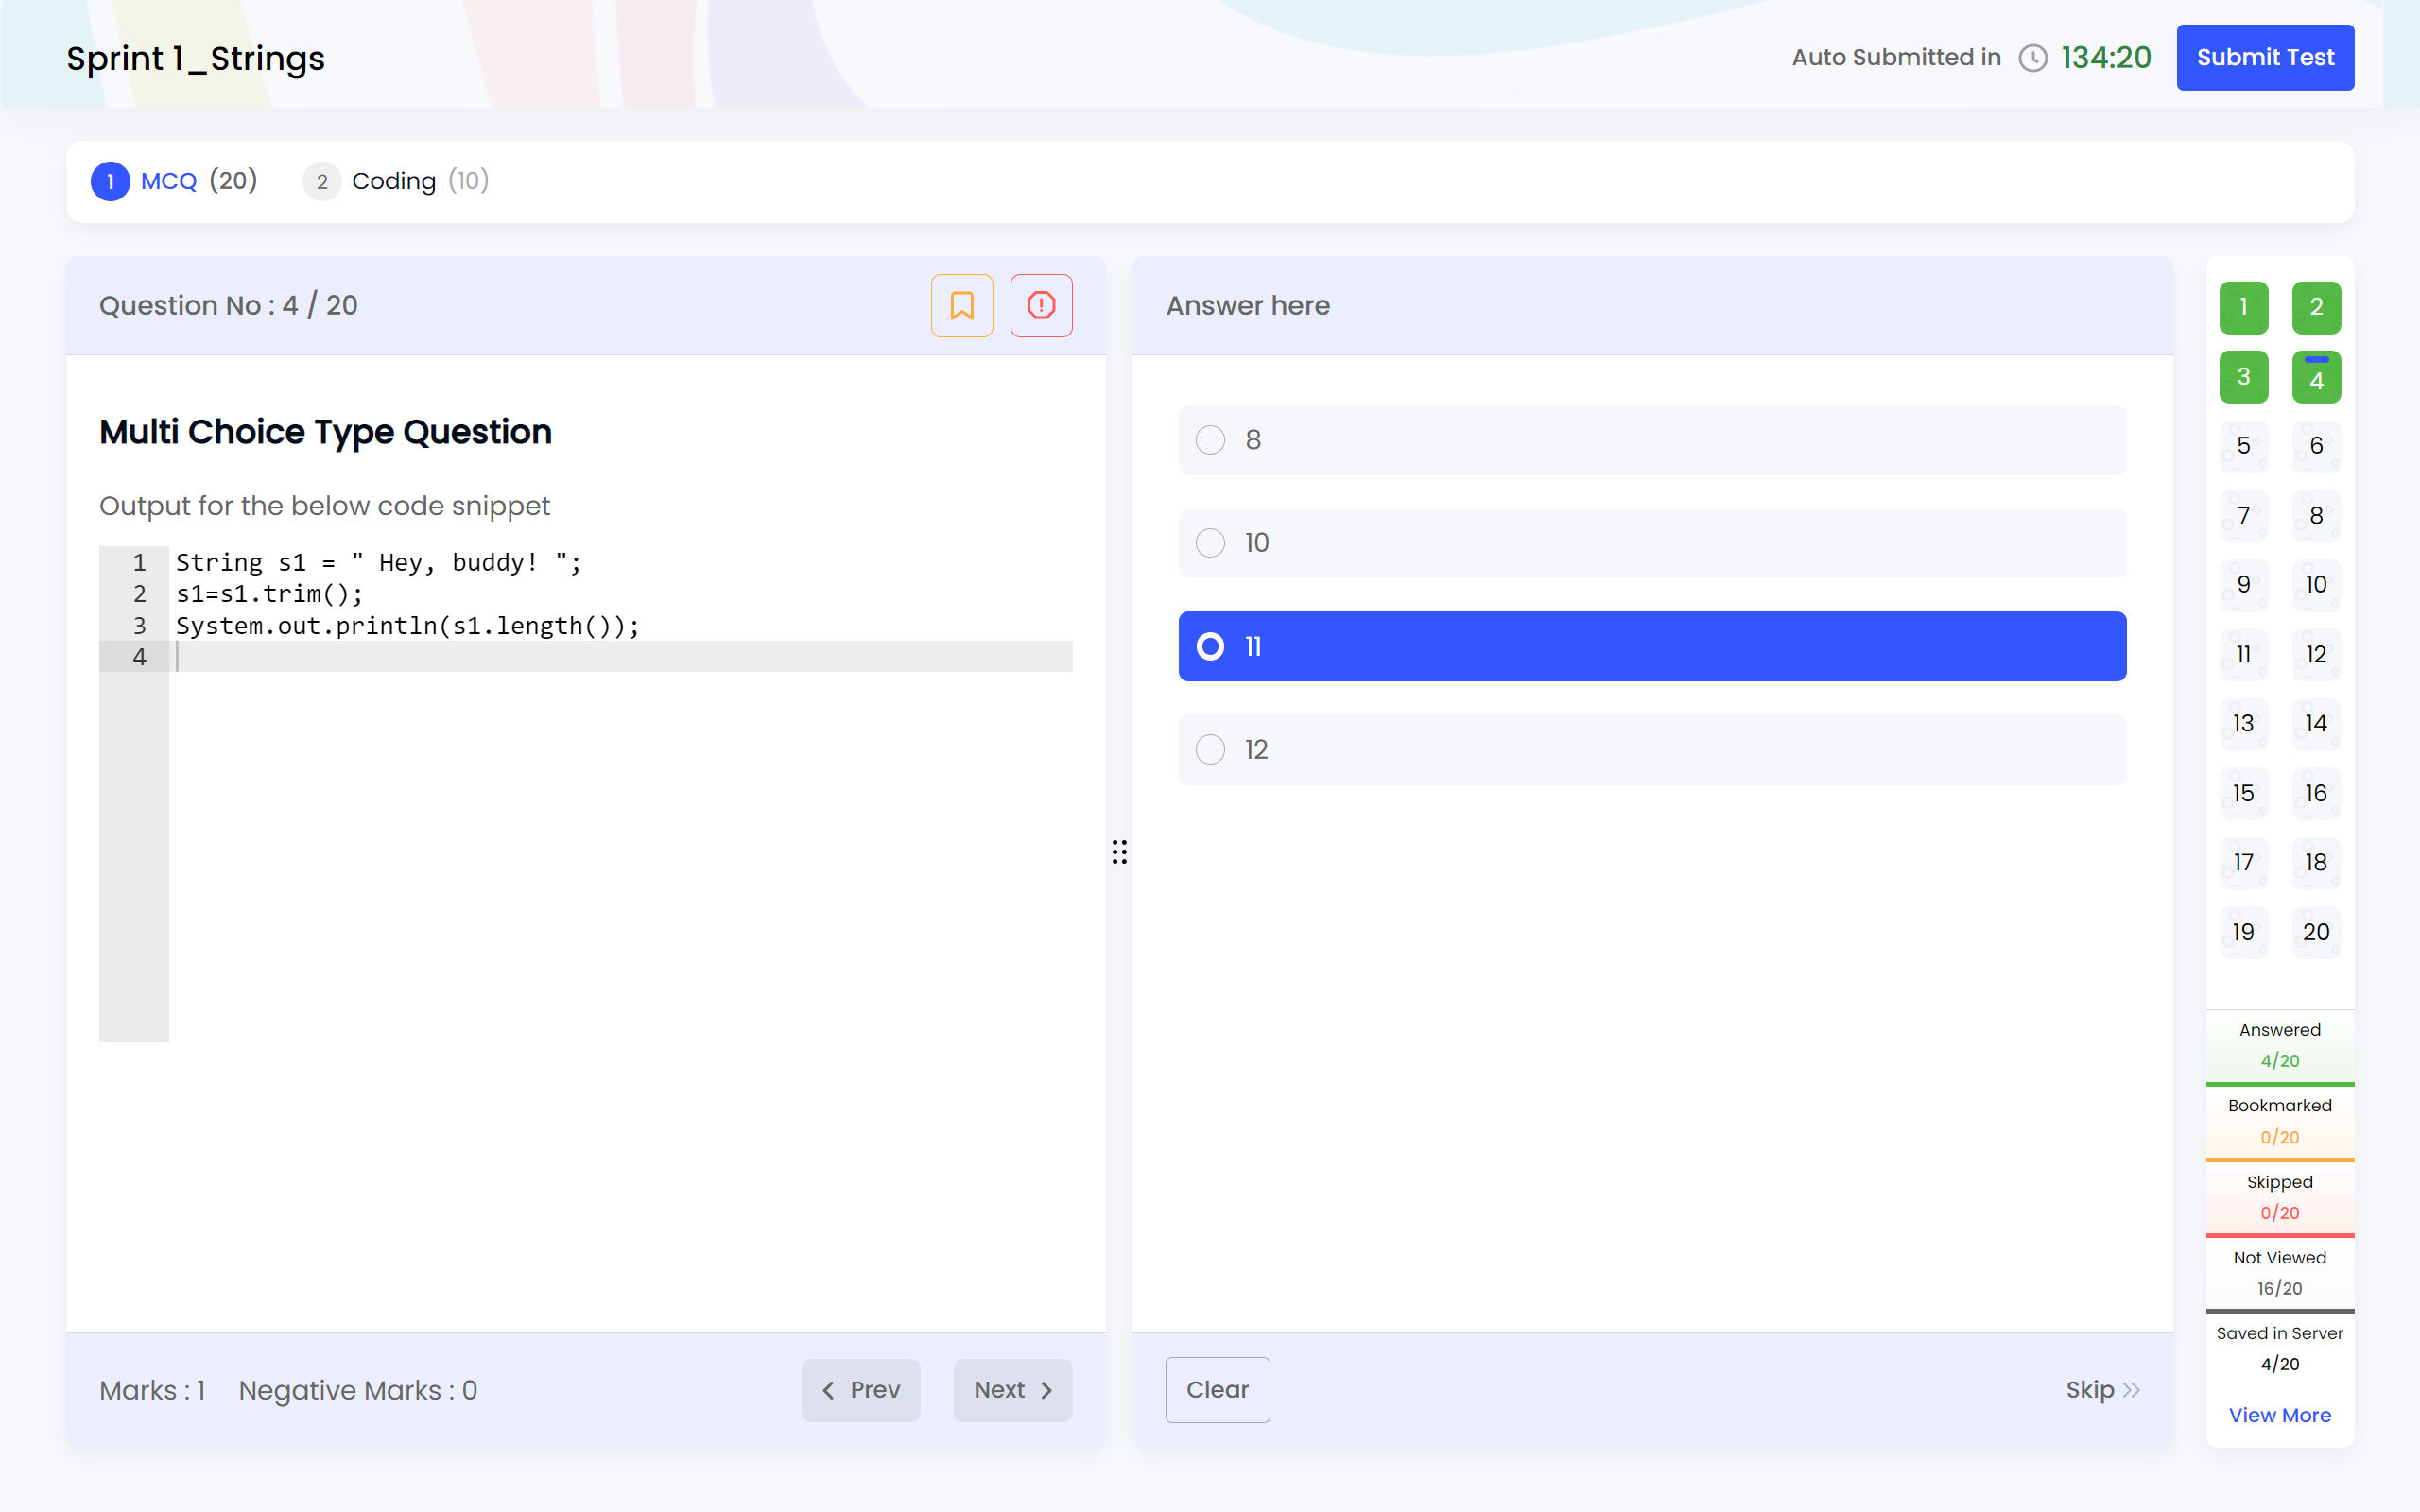 Sprint 1_Strings
Auto Submitted in 134:20
Submit Test
1 MCQ (20)
2 Coding (10)
Question No : 4 / 20
Multi Choice Type Question
Output for the below code snippet
1 String s1 = " Hey, buddy! ";
2 s1=s1.trim();
3 System.out.println(s1.length());
4
Marks : 1 Negative Marks : 0
Prev
Next
Answer here
8
10
11
12
Clear
Skip
1 2
3 4
5 6
7 8
9 10
11 12
13 14
15 16
17 18
19 20
Answered
4/20
Bookmarked
0/20
Skipped
0/20
Not Viewed
16/20
Saved in Server
4/20
View More